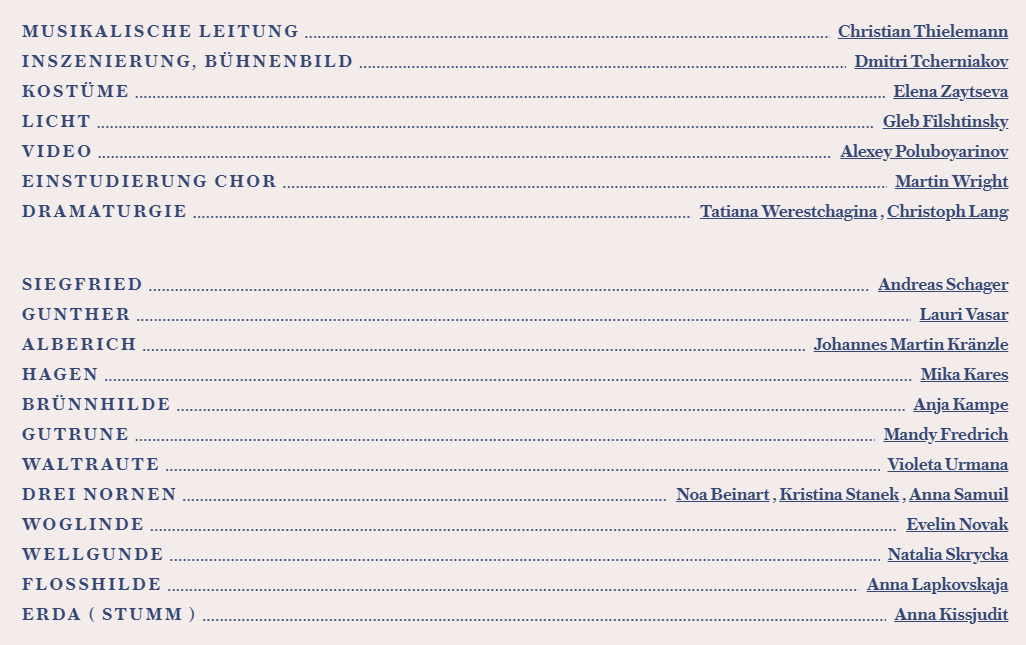 MUSIKALISCHE LEITUNG Christian Thielemann
INSZENIERUNG, BÜHNENBILD Dmitri Tcherniakov
KOSTÜME Elena Zaytseva
LICHT Gleb Filshtinsky
VIDEO Alexey Poluboyarinov
EINSTUDIERUNG CHOR Martin Wright
DRAMATURGIE Tatiana Werestchagina , Christoph Lang
SIEGFRIED Andreas Schager
GUNTHER Lauri Vasar
ALBERICH Johannes Martin Kränzle
HAGEN Mika Kares
BRÜNNHILDE Anja Kampe
GUTRUNE Mandy Fredrich
WALTRAUTE Violeta Urmana
DREI NORNEN Noa Beinart , Kristina Stanek , Anna Samuil
WOGLINDE Evelin Novak
WELLGUNDE Natalia Skrycka
FLOSSHILDE Anna Lapkovskaja
ERDA ( STUMM ) Anna Kissjudit